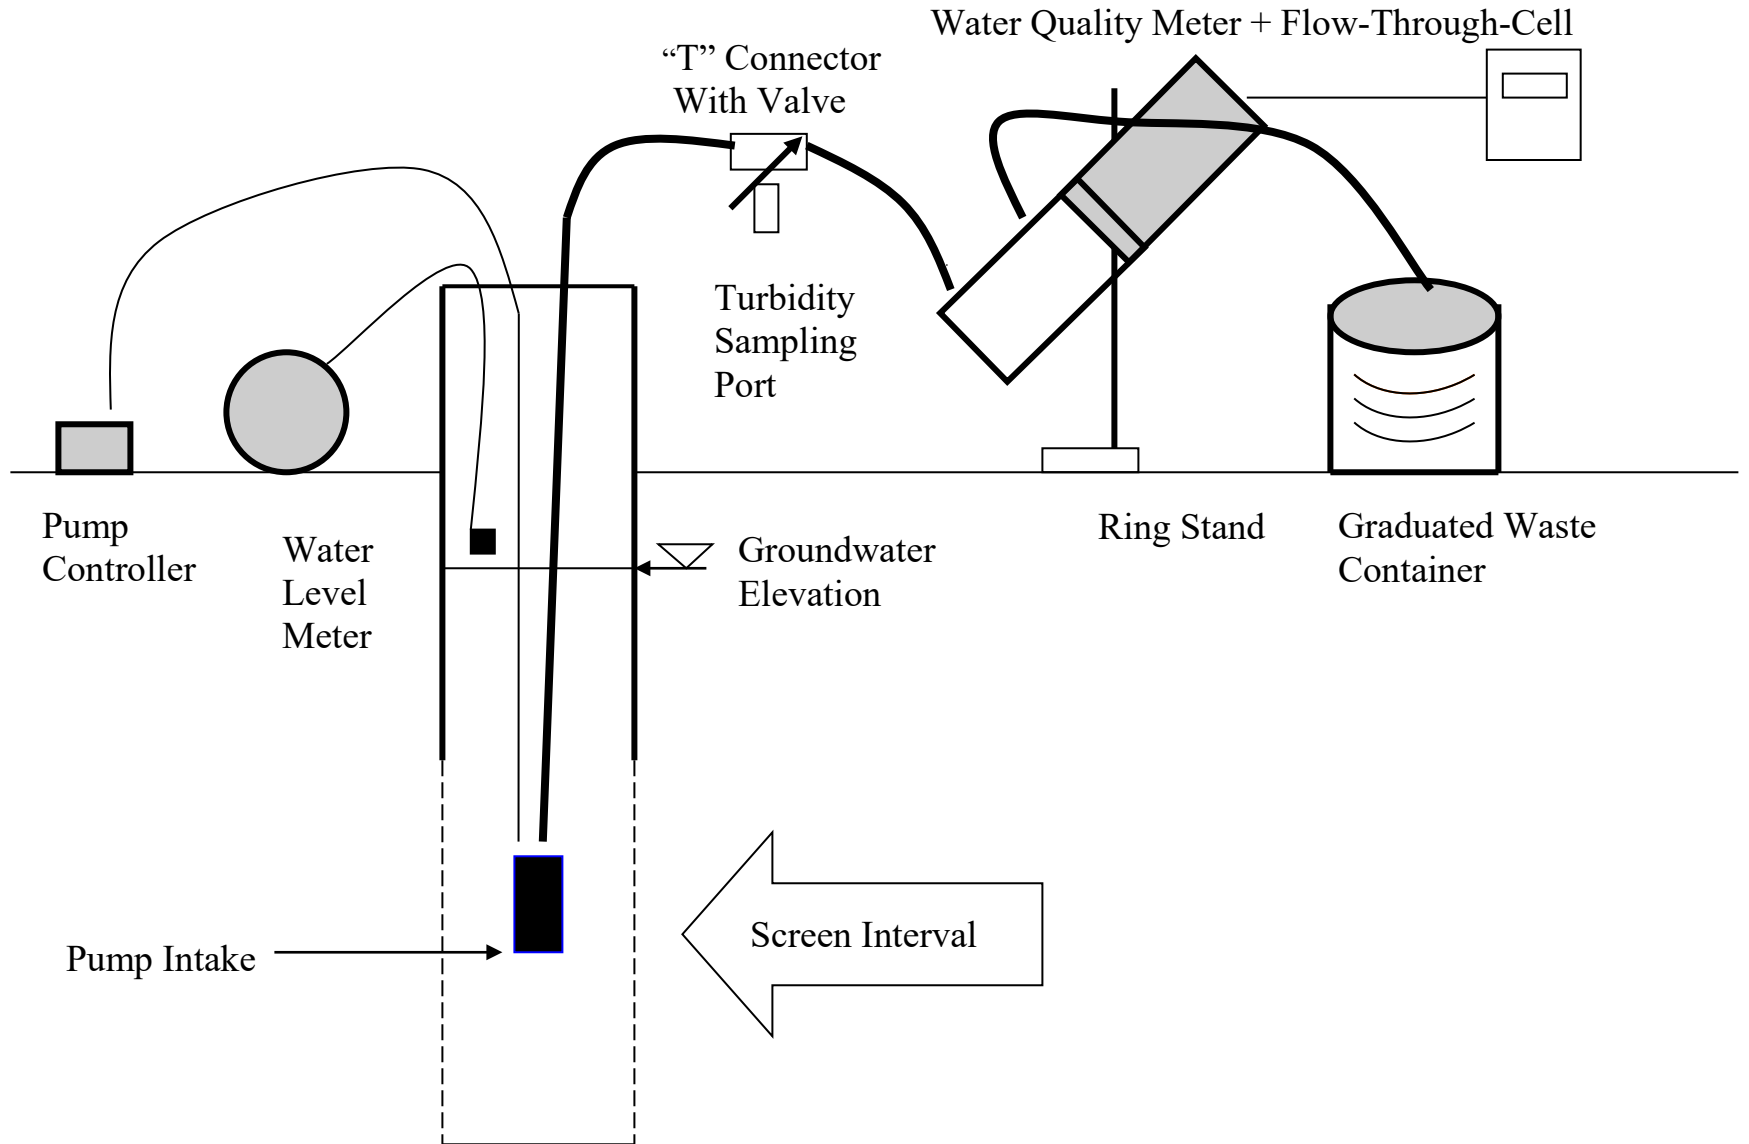 Water Quality Meter + Flow-Through-Cell
“T” Connector
With Valve
Turbidity
Sampling
Port
Pump
Controller
Water
Level
Meter
Groundwater
Elevation
Ring Stand
Graduated Waste
Container
Screen Interval
Pump Intake